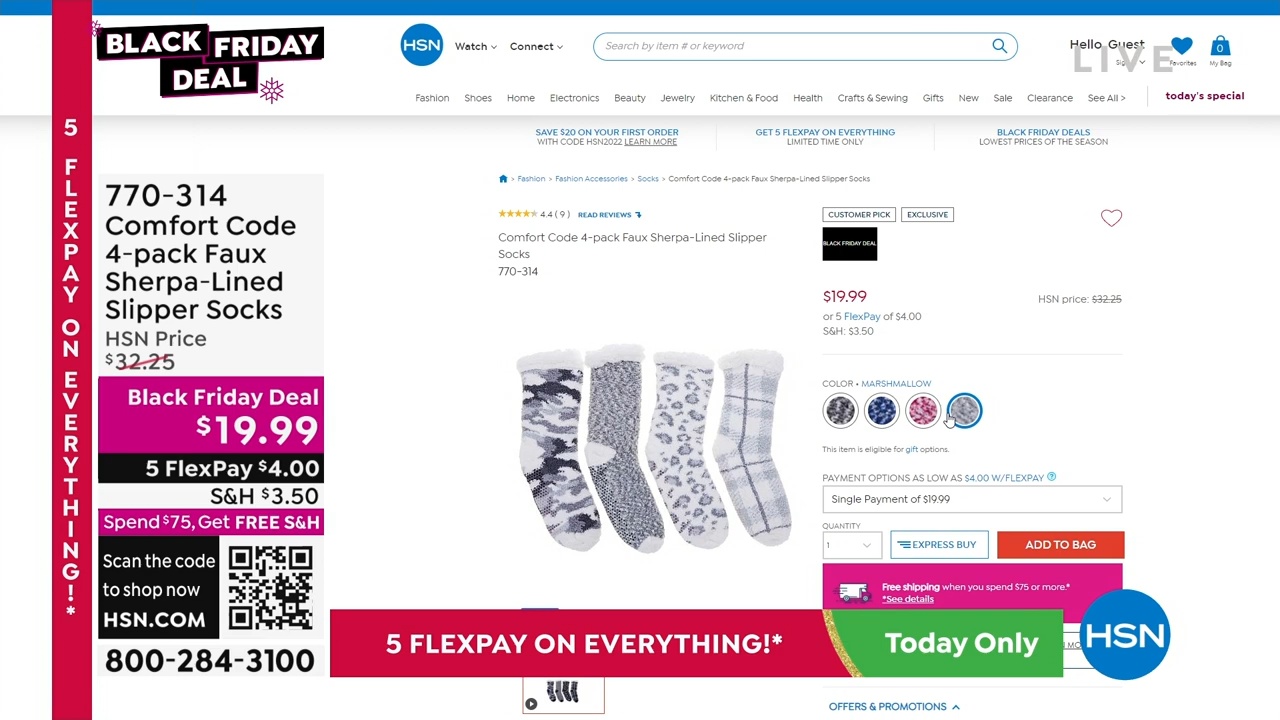 BLACK FRIDAY
DEAL
5 FLEXPAY ON EVERYTHING!*
770-314
Comfort Code
4-pack Faux
Sherpa-Lined
Slipper Socks
HSN Price
$32.25
Black Friday Deal
$19.99
5 FlexPay $4.00
S&H $3.50
Spend $75, Get FREE S&H
Scan the code
to shop now
HSN.COM
800-284-3100
HSN
Watch
Connect
Search by item # or keyword
Hello, Guest
LIVE
Favorites
0
My Bag
Fashion Shoes Home Electronics Beauty Jewelry Kitchen & Food Health Crafts & Sewing Gifts New Sale Clearance See All > today's special
SAVE $20 ON YOUR FIRST ORDER
WITH CODE HSN2022 LEARN MORE
GET 5 FLEXPAY ON EVERYTHING
LIMITED TIME ONLY
BLACK FRIDAY DEALS
LOWEST PRICES OF THE SEASON
> Fashion > Fashion Accessories > Socks > Comfort Code 4-pack Faux Sherpa-Lined Slipper Socks
4.4 ( 9 ) READ REVIEWS
Comfort Code 4-pack Faux Sherpa-Lined Slipper
Socks
770-314
CUSTOMER PICK
EXCLUSIVE
BLACK FRIDAY DEAL
$19.99
HSN price: $32.25
or 5 FlexPay of $4.00
S&H: $3.50
COLOR • MARSHMALLOW
This item is eligible for gift options.
PAYMENT OPTIONS AS LOW AS $4.00 W/FLEXPAY ?
Single Payment of $19.99
QUANTITY
1
EXPRESS BUY
ADD TO BAG
Free shipping when you spend $75 or more.*
*See details
5 FLEXPAY ON EVERYTHING!*
Today Only
HSN
OFFERS & PROMOTIONS